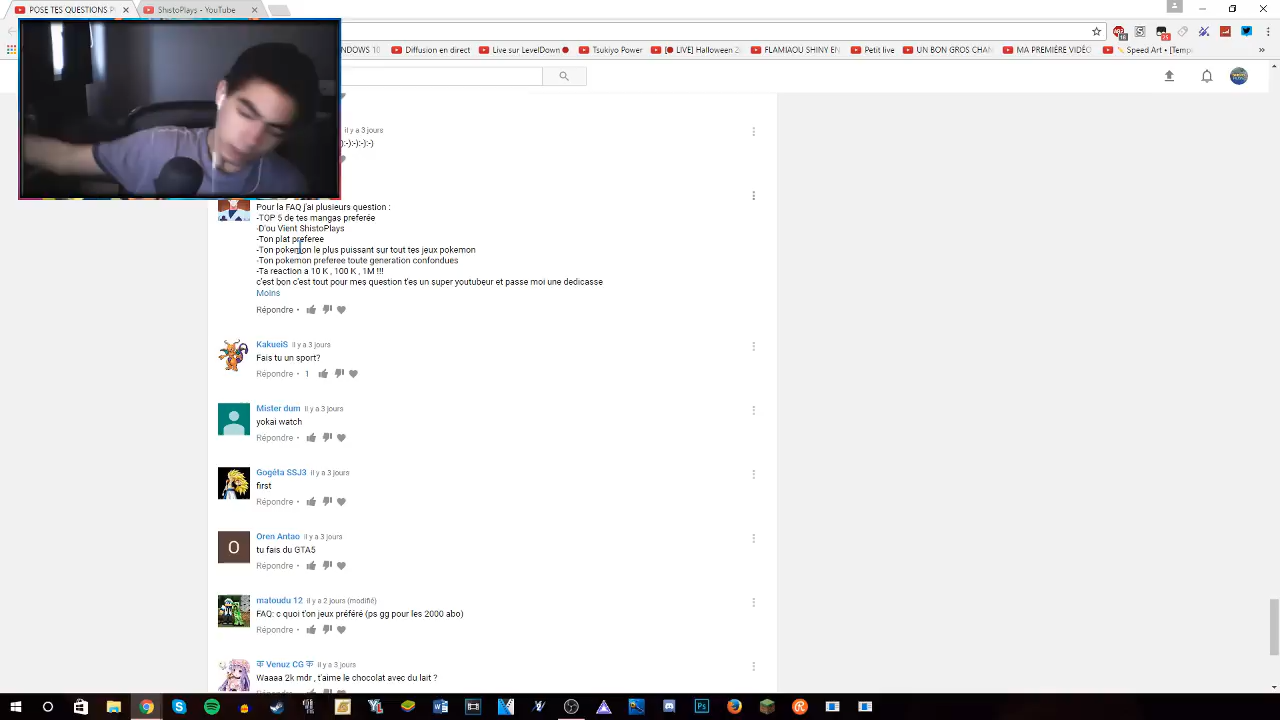 POSE TES QUESTIONS P
ShistoPlays - YouTube
NDOWS 10
Diffusion en direct
Live sur LevelDown
Tsukiyo Power
[LIVE] Hardemen 2
FLAMIAOU SHINY EN
Petit live
UN BON GROS CHAN
MA PREMIÈRE VIDÉO
Speed Art • [Temp
il y a 3 jours
):-):-):-):-)
Pour la FAQ j'ai plusieurs question :
-TOP 5 de tes mangas preferée
-D'ou Vient ShistoPlays
-Ton plat preferee
-Ton pokemon le plus puissant sur tout tes jeux pokemon
-Ton pokemon preferee toute generation confondues
-Ta reaction a 10 K , 100 K , 1M !!!
c'est bon c'est tout pour mes question t'es un super youtubeur et passe moi une dedicasse
Moins
Répondre •
KakueiS il y a 3 jours
Fais tu un sport?
Répondre • 1
Mister dum il y a 3 jours
yokai watch
Répondre •
Gogéta SSJ3 il y a 3 jours
first
Répondre •
O
Oren Antao il y a 3 jours
tu fais du GTA5
Répondre •
matoudu 12 il y a 2 jours (modifié)
FAQ: c quoi t'on jeux préféré (ps gg pour les 2000 abo)
Répondre •
क Venuz CG क il y a 3 jours
Waaaa 2k mdr , t'aime le chocolat avec du lait ?
Répondre •